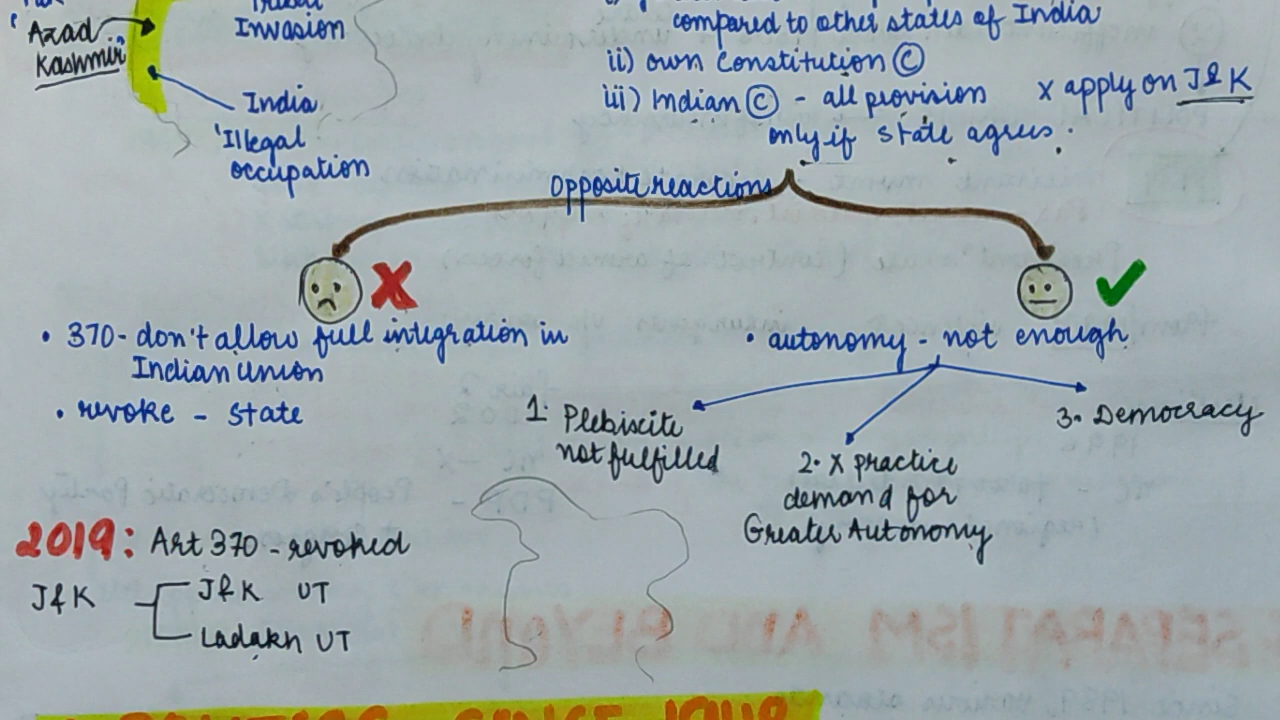 'Azad
Kashmir'
Invasion
India
'Illegal
occupation
compared to other states of India
ii) own constitution ©
iii) Indian © - all provision x apply on J&K
only if state agrees.
Opposite reactions
• 370 - don't allow full integration in
Indian Union
• revoke - state
• autonomy - not enough
1. Plebiscite
not fulfilled
2. x practice
demand for
Greater Autonomy
3. Democracy
2019: Art 370 - revoked
J&K
J&K UT
Ladakh UT
POLITICS SINCE 1948